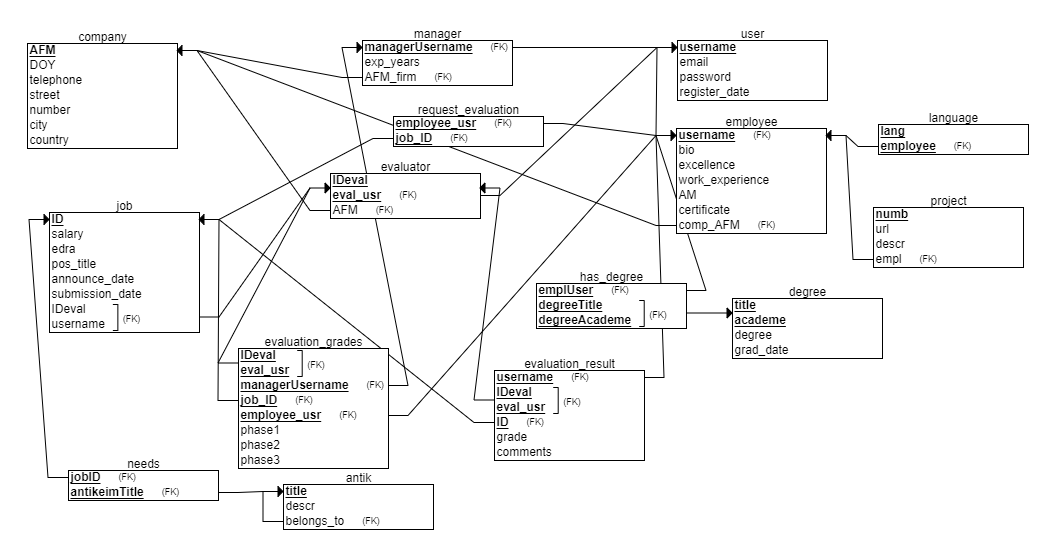 company
AFM
DOY
telephone
street
number
city
country
manager
managerUsername (FK)
exp_years
AFM_firm (FK)
user
username
email
password
register_date
request_evaluation
employee_usr (FK)
job_ID (FK)
employee
username (FK)
bio
excellence
work_experience
AM
certificate
comp_AFM (FK)
language
lang
employee (FK)
evaluator
IDeval
eval_usr (FK)
AFM (FK)
job
ID
salary
edra
pos_title
announce_date
submission_date
IDeval
username (FK)
project
numb
url
descr
empl (FK)
has_degree
emplUser (FK)
degreeTitle
degreeAcademe (FK)
degree
title
academe
degree
grad_date
evaluation_grades
IDeval
eval_usr (FK)
managerUsername (FK)
job_ID (FK)
employee_usr (FK)
phase1
phase2
phase3
evaluation_result
username (FK)
IDeval
eval_usr (FK)
ID (FK)
grade
comments
needs
jobID (FK)
antikeimTitle (FK)
antik
title
descr
belongs_to (FK)